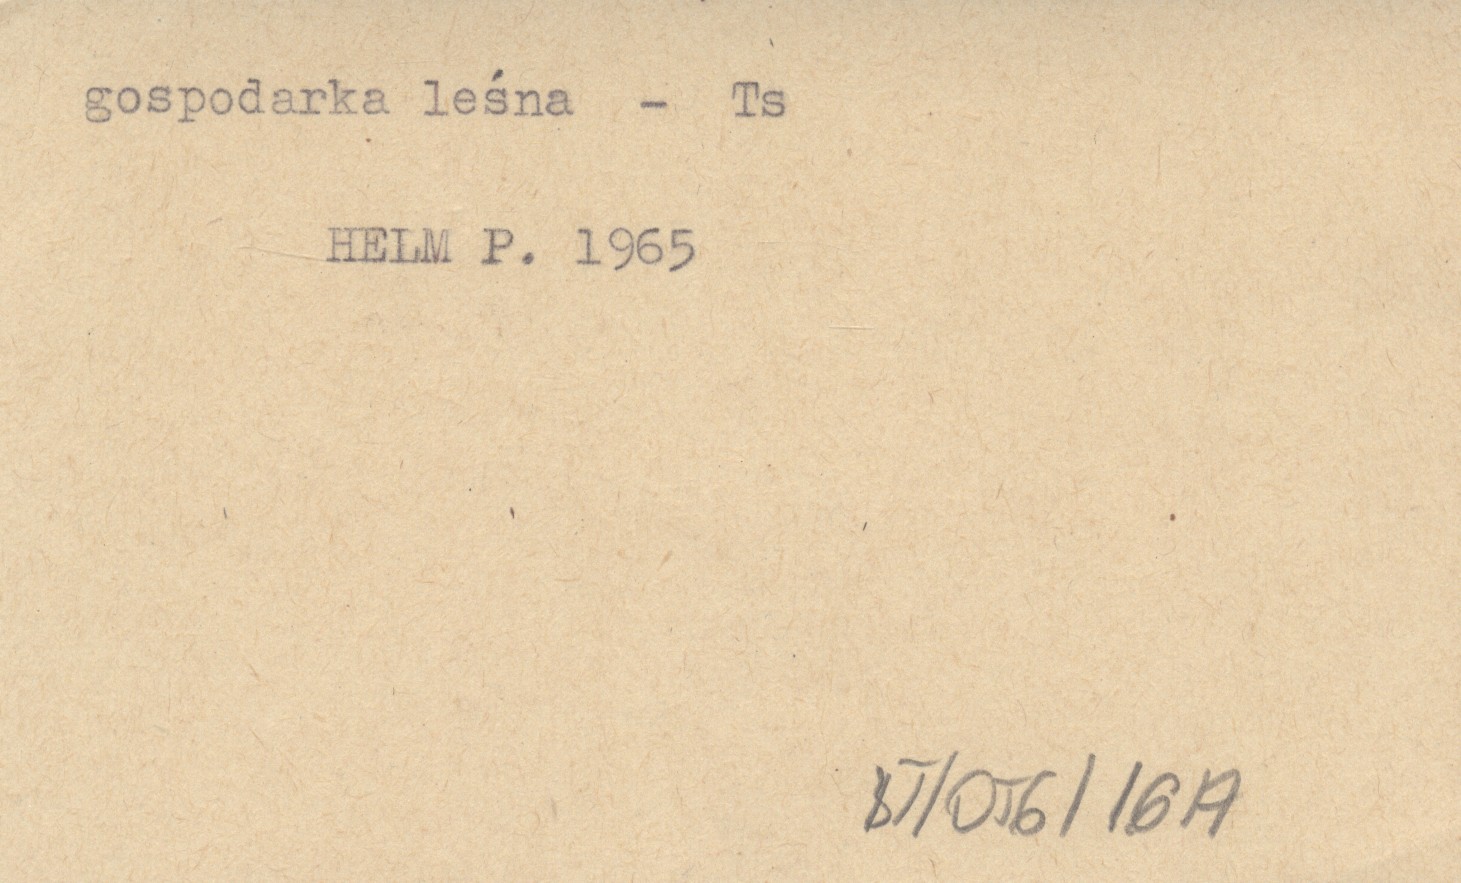 gospodarka leśna - Ts
HELM P. 1965